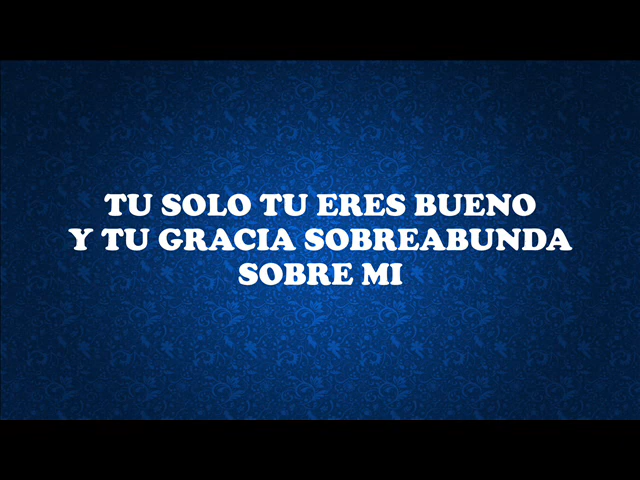 TU SOLO TU ERES BUENO
Y TU GRACIA SOBREABUNDA
SOBRE MI